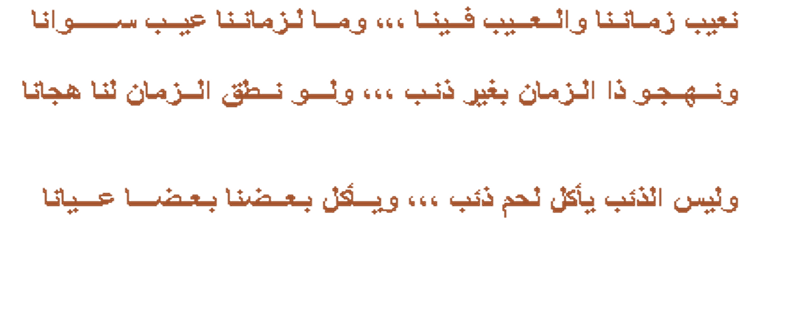 نعيب زماننا والعيب فينا ،،، وما لزماننا عيب سوانا
ونهجو ذا الزمان بغير ذنب ،،، ولو نطق الزمان لنا هجانا
وليس الذئب يأكل لحم ذئب ،،، ويأكل بعضنا بعضا عيانا